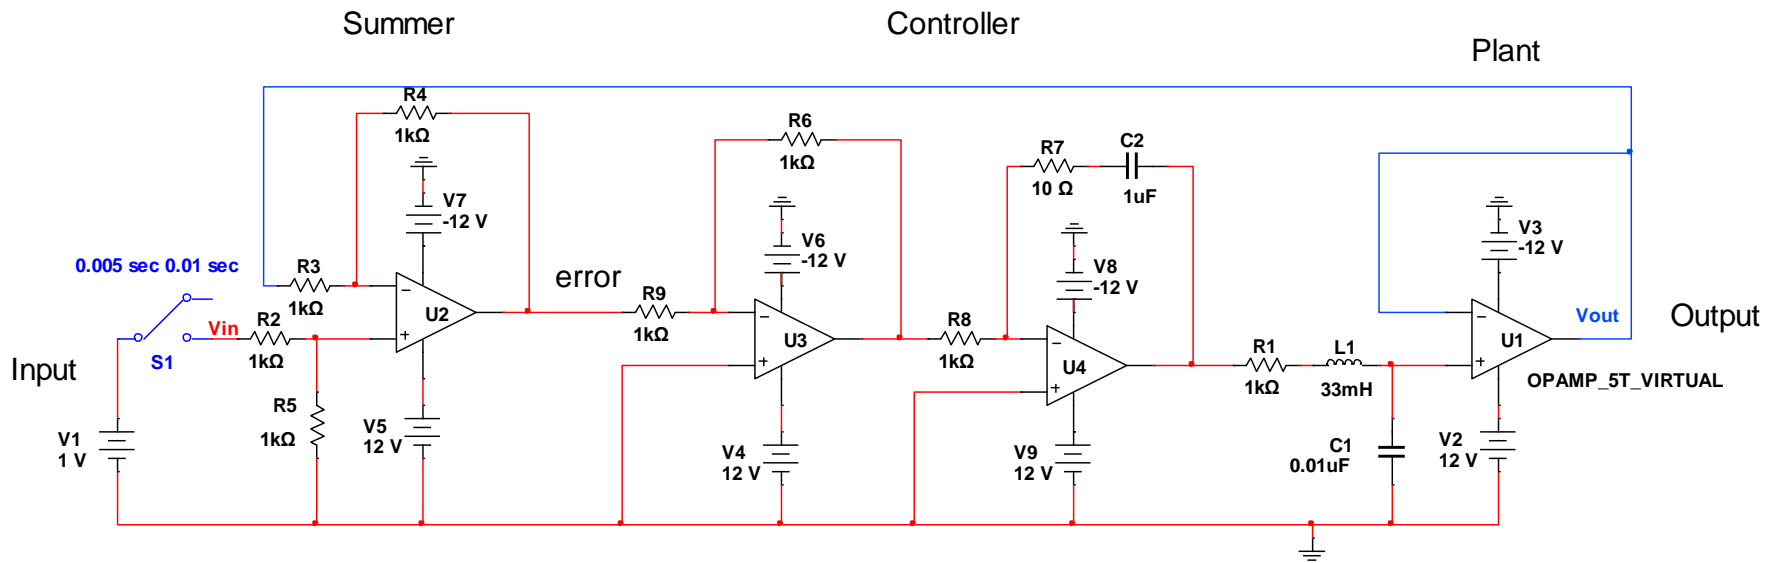 Summer
Controller
Plant
R4
1kΩ
R6
1kΩ
R7
10 Ω
C2
1uF
V7
-12 V
V6
-12 V
V8
-12 V
V3
-12 V
0.005 sec 0.01 sec
R3
1kΩ
error
R9
1kΩ
U2
Vin
R2
1kΩ
S1
U3
R8
1kΩ
U4
U1
Vout
Output
Input
R1
1kΩ
L1
33mH
OPAMP_5T_VIRTUAL
R5
1kΩ
V5
12 V
V1
1 V
V4
12 V
V9
12 V
C1
0.01uF
V2
12 V